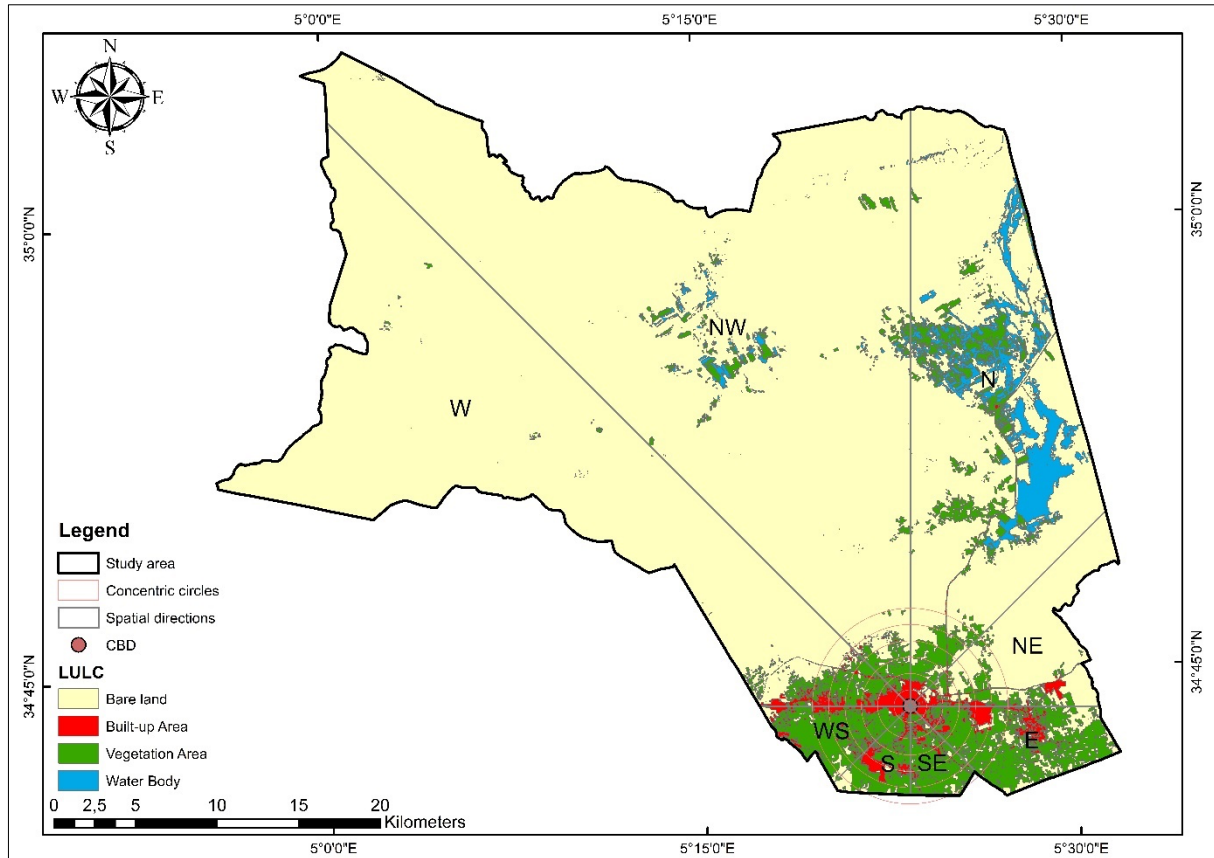 5°0'0"E
5°15'0"E
5°30'0"E
N
W
E
S
35°0'0"N
35°0'0"N
NW
N
W
Legend
Study area
Concentric circles
Spatial directions
CBD
LULC
Bare land
Built-up Area
Vegetation Area
Water Body
NE
34°45'0"N
34°45'0"N
WS
S
SE
E
0
2,5
5
10
15
20
Kilometers
5°0'0"E
5°15'0"E
5°30'0"E